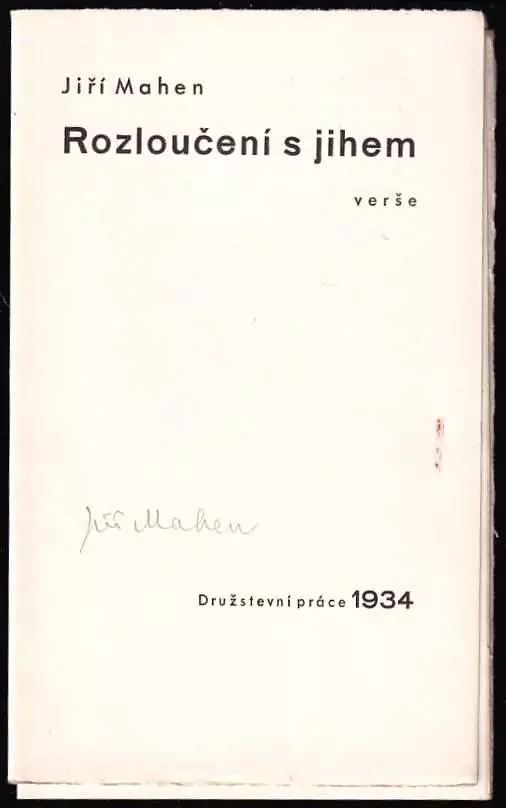 Jiří Mahen
Rozloučení s jihem
verše
Jiří Mahen
Družstevní práce 1934